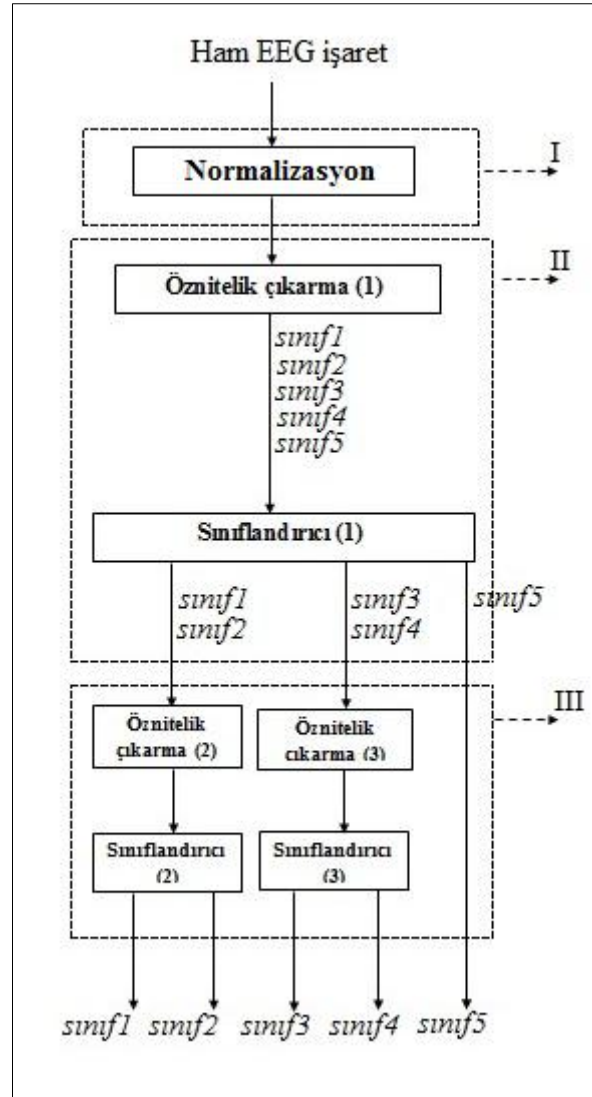 Ham EEG işaret
Normalizasyon
I
Öznitelik çıkarma (1)
II
sınıf1
sınıf2
sınıf3
sınıf4
sınıf5
Sınıflandırıcı (1)
sınıf1
sınıf2
sınıf3
sınıf4
sınıf5
III
Öznitelik
çıkarma (2)
Öznitelik
çıkarma (3)
Sınıflandırıcı
(2)
Sınıflandırıcı
(3)
sınıf1 sınıf2 sınıf3 sınıf4 sınıf5